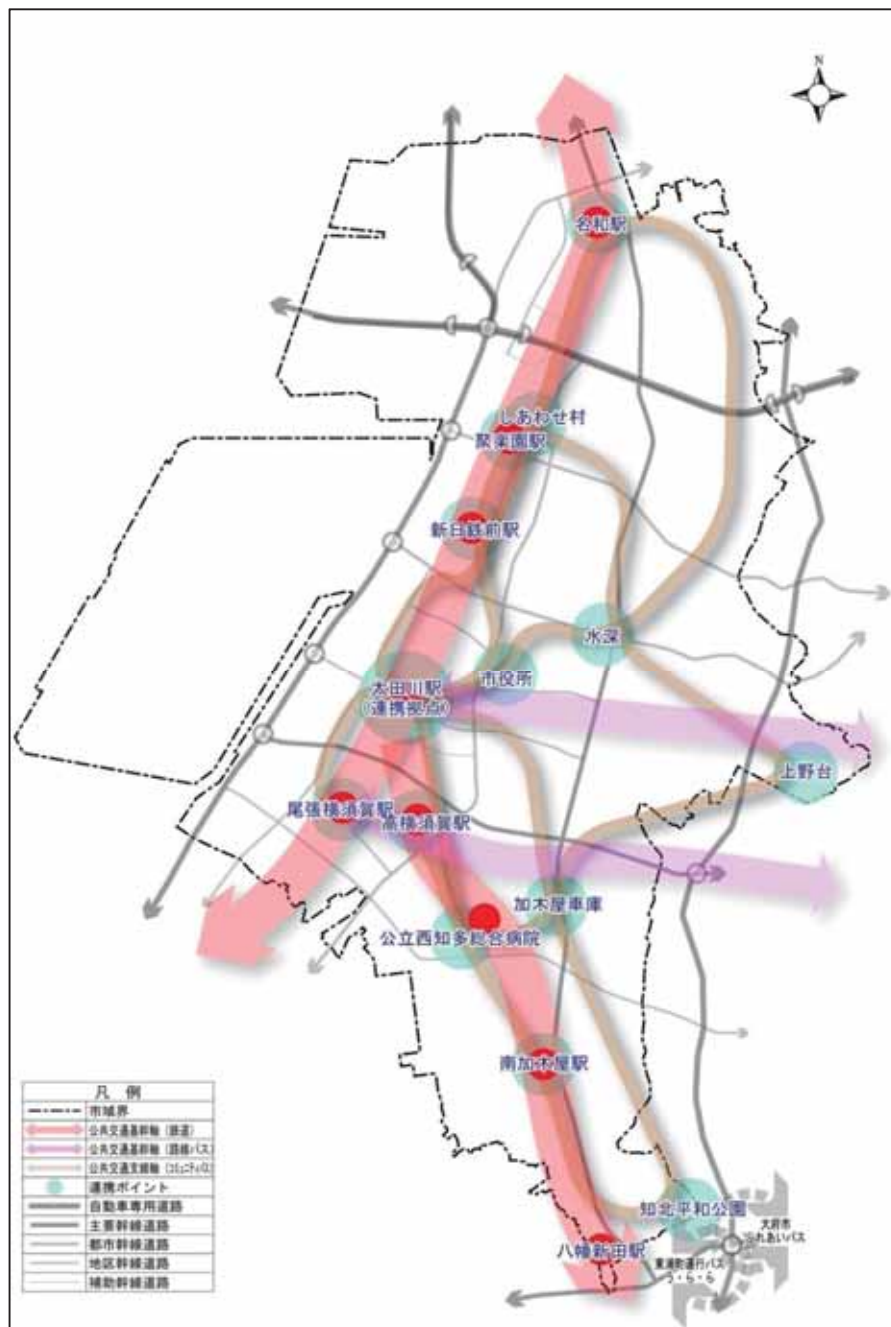 N
名和駅
しあわせ村
聚楽園駅
新日鉄前駅
水深
市役所
太田川駅
(連携拠点)
上野台
尾張横須賀駅
高横須賀駅
加木屋車庫
公立西知多総合病院
南加木屋駅
知北平和公園
八幡新田駅
大府市
ふれあいバス
東浦町運行バス
う・ら・ら
凡 例
市域界
公共交通基幹軸(鉄道)
公共交通基幹軸(路線バス)
公共交通支線軸(コミュニティバス)
連携ポイント
自動車専用道路
主要幹線道路
都市幹線道路
地区幹線道路
補助幹線道路